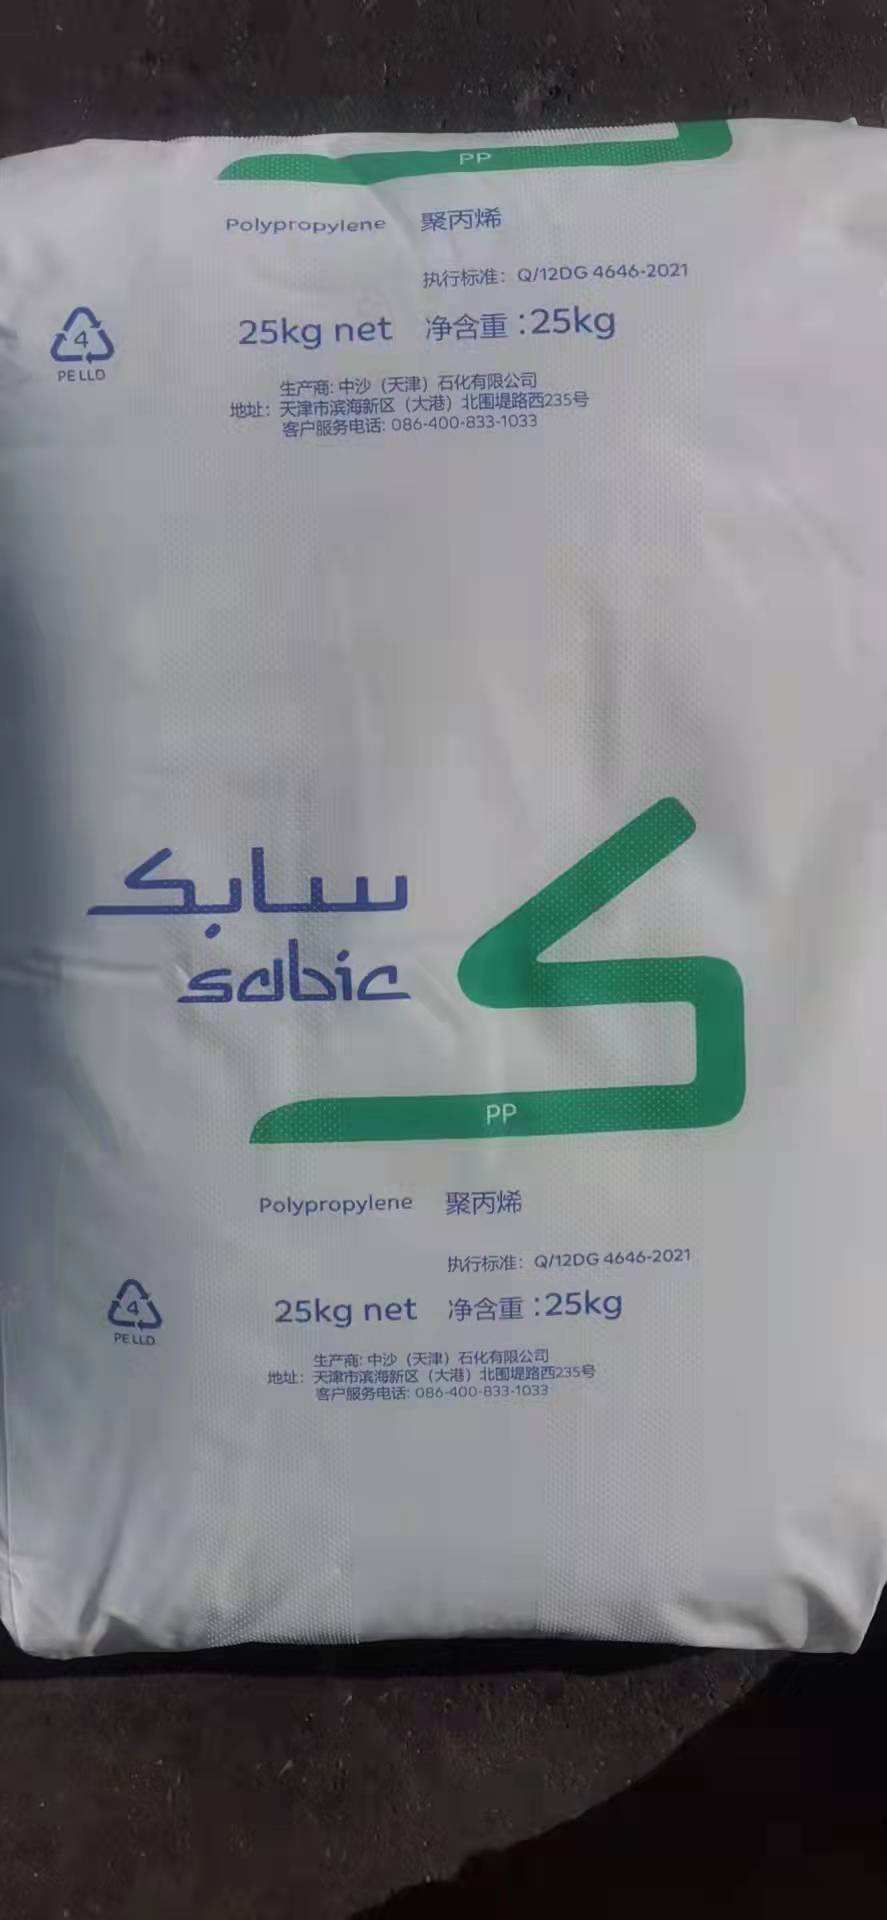 PP
Polypropylene 聚丙烯
执行标准：Q/12DG 4646-2021
4
PE LLD
25kg net 净含重：25kg
生产商: 中沙（天津）石化有限公司
地址：天津市滨海新区（大港）北围堤路西235号
客户服务电话: 086-400-833-1033
سابك
sabic
PP
Polypropylene 聚丙烯
执行标准：Q/12DG 4646-2021
4
PE LLD
25kg net 净含重：25kg
生产商: 中沙（天津）石化有限公司
地址：天津市滨海新区（大港）北围堤路西235号
客户服务电话: 086-400-833-1033